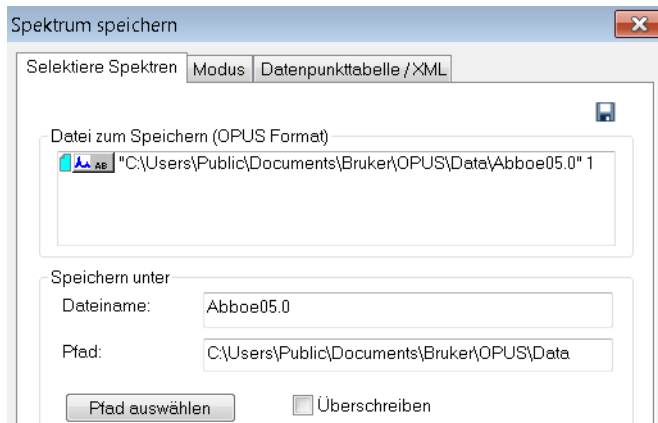 Spektrum speichern
Selektiere Spektren Modus Datenpunkttabelle / XML
Datei zum Speichern (OPUS Format)
AB "C:\Users\Public\Documents\Bruker\OPUS\Data\Abboe05.0" 1
Speichern unter
Dateiname: Abboe05.0
Pfad: C:\Users\Public\Documents\Bruker\OPUS\Data
Pfad auswählen Überschreiben